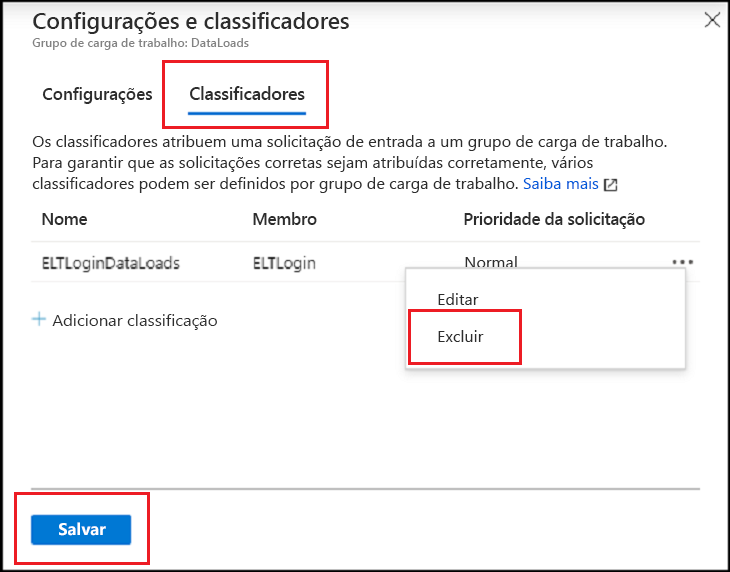 Configurações e classificadores
Grupo de carga de trabalho: DataLoads
Configurações Classificadores
Os classificadores atribuem uma solicitação de entrada a um grupo de carga de trabalho.
Para garantir que as solicitações corretas sejam atribuídas corretamente, vários
classificadores podem ser definidos por grupo de carga de trabalho. Saiba mais
Nome Membro Prioridade da solicitação
ELTLoginDataLoads ELTLogin Normal
Editar
+ Adicionar classificação
Excluir
Salvar